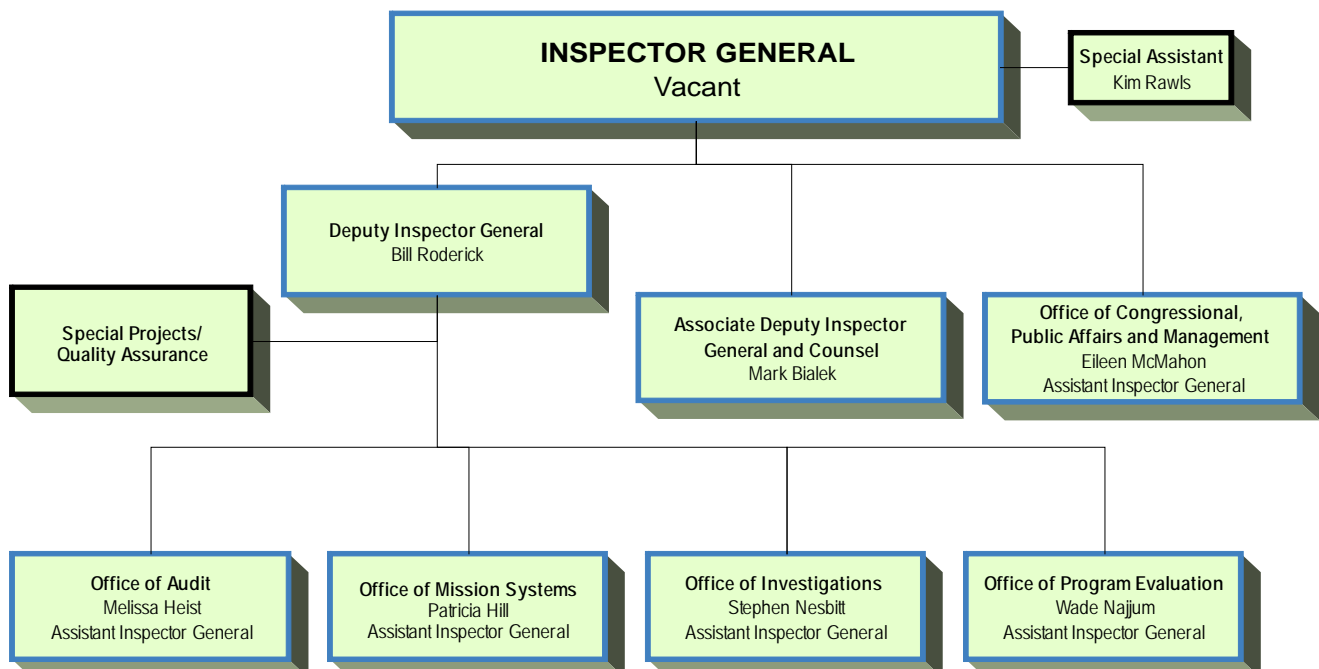 INSPECTOR GENERAL
Vacant
Special Assistant
Kim Rawls
Deputy Inspector General
Bill Roderick
Special Projects/
Quality Assurance
Associate Deputy Inspector
General and Counsel
Mark Bialek
Office of Congressional,
Public Affairs and Management
Eileen McMahon
Assistant Inspector General
Office of Audit
Melissa Heist
Assistant Inspector General
Office of Mission Systems
Patricia Hill
Assistant Inspector General
Office of Investigations
Stephen Nesbitt
Assistant Inspector General
Office of Program Evaluation
Wade Najjum
Assistant Inspector General